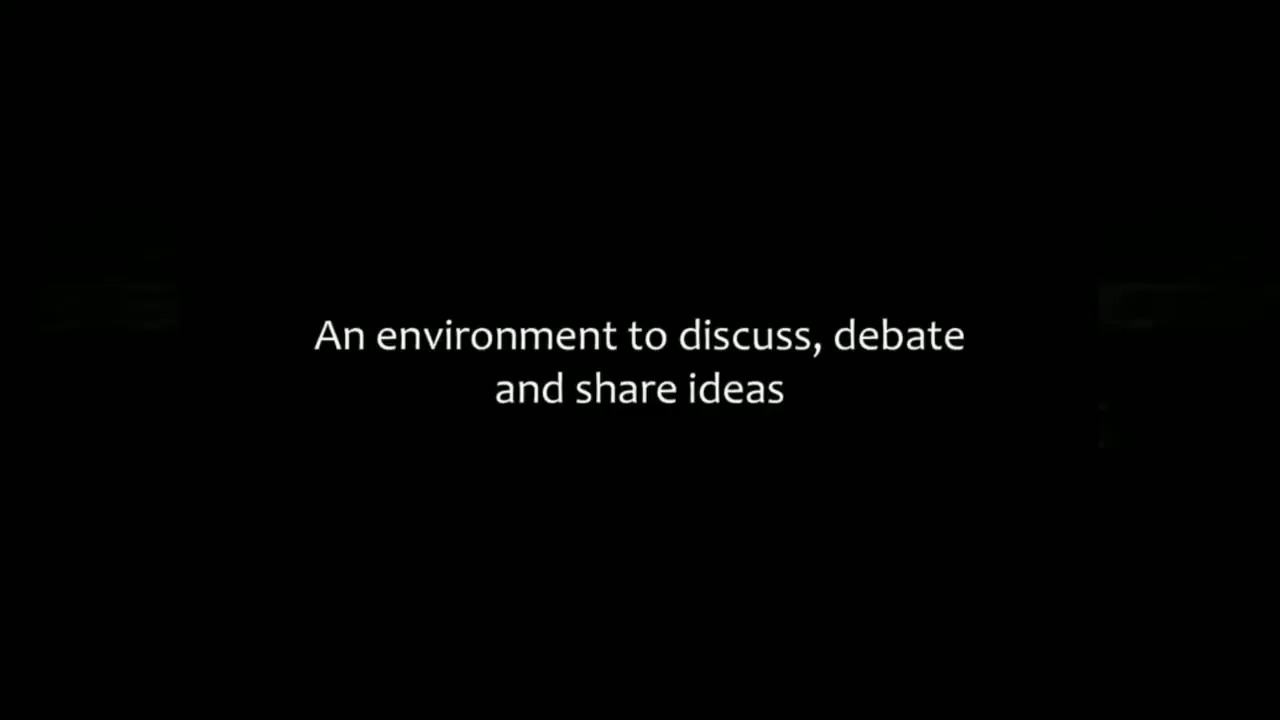 An environment to discuss, debate
and share ideas